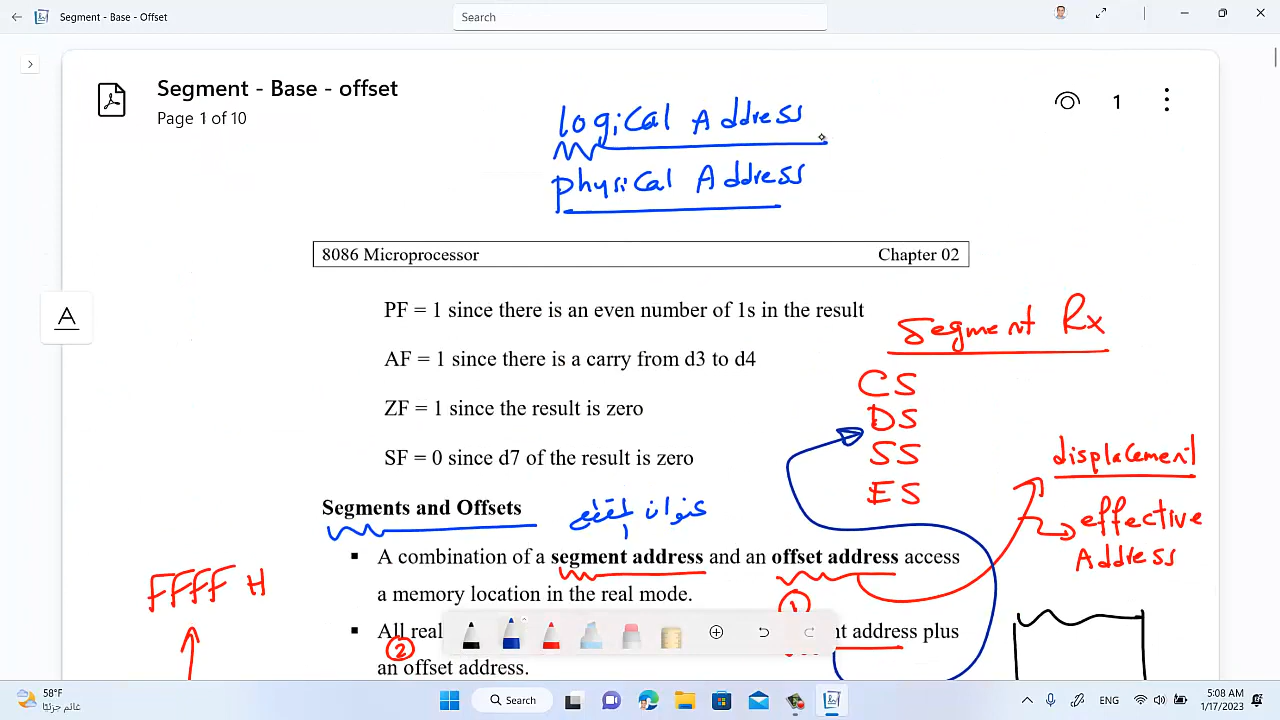 Segment - Base - Offset
Search
Segment - Base - offset
Page 1 of 10
1
logical Address
physical Address
8086 Microprocessor Chapter 02
PF = 1 since there is an even number of 1s in the result
AF = 1 since there is a carry from d3 to d4
ZF = 1 since the result is zero
SF = 0 since d7 of the result is zero
Segment Rx
CS
DS
SS
ES
displacement
effective
Address
Segments and Offsets
عنوان المقطع
A combination of a segment address and an offset address access
a memory location in the real mode.
1
All real nt address plus
2
an offset address.
FFFF H
A
58°F
غائم جزئيًا
Search
ENG
5:08 AM
1/17/2023